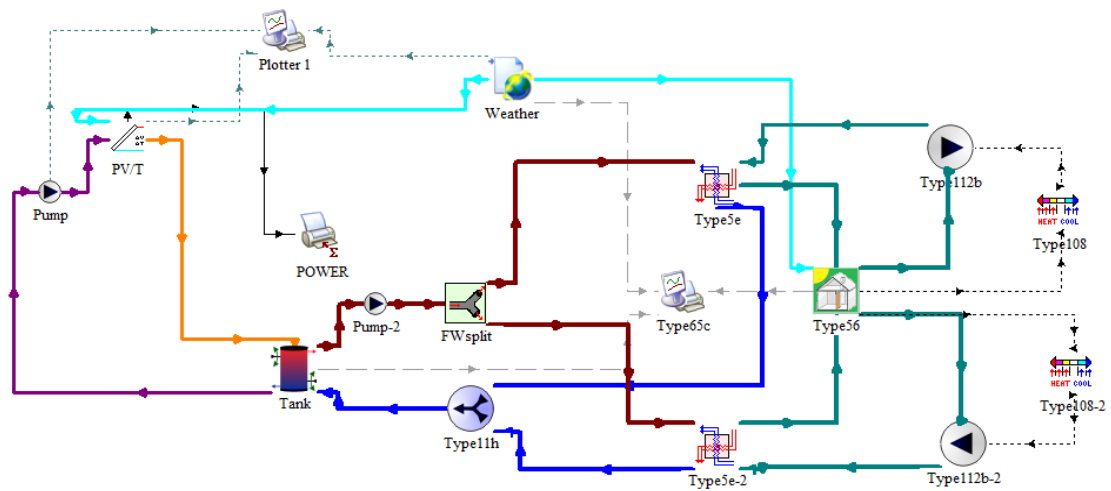 Plotter 1
Weather
PV/T
Type112b
Type5e
Pump
HEAT COOL
Type108
POWER
Σ
Type65c
Type56
Pump-2
FWsplit
HEAT COOL
Type108-2
Tank
Type11h
Type5e-2
Type112b-2